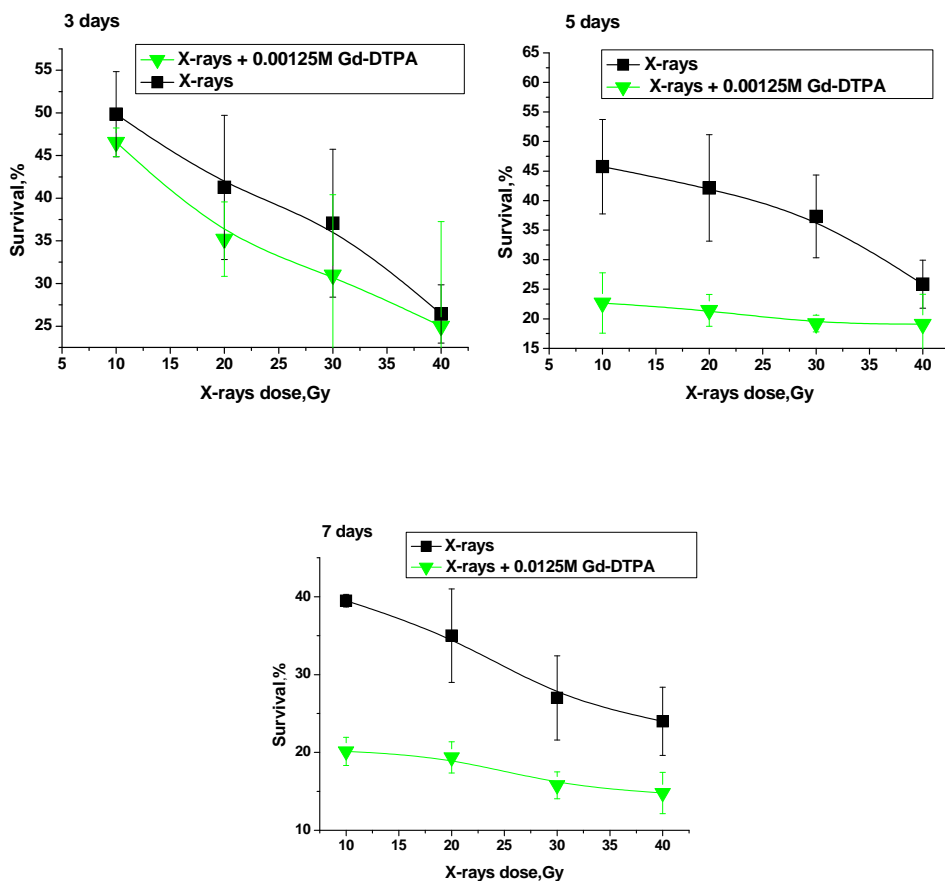 3 days
X-rays + 0.00125M Gd-DTPA
X-rays
55
50
45
40
35
30
25
Survival,%
5 10 15 20 25 30 35 40
X-rays dose,Gy
5 days
X-rays
X-rays + 0.00125M Gd-DTPA
65
60
55
50
45
40
35
30
25
20
15
Survival,%
5 10 15 20 25 30 35 40
X-rays dose,Gy
7 days
X-rays
X-rays + 0.0125M Gd-DTPA
40
30
20
10
Survival,%
10 15 20 25 30 35 40
X-rays dose,Gy